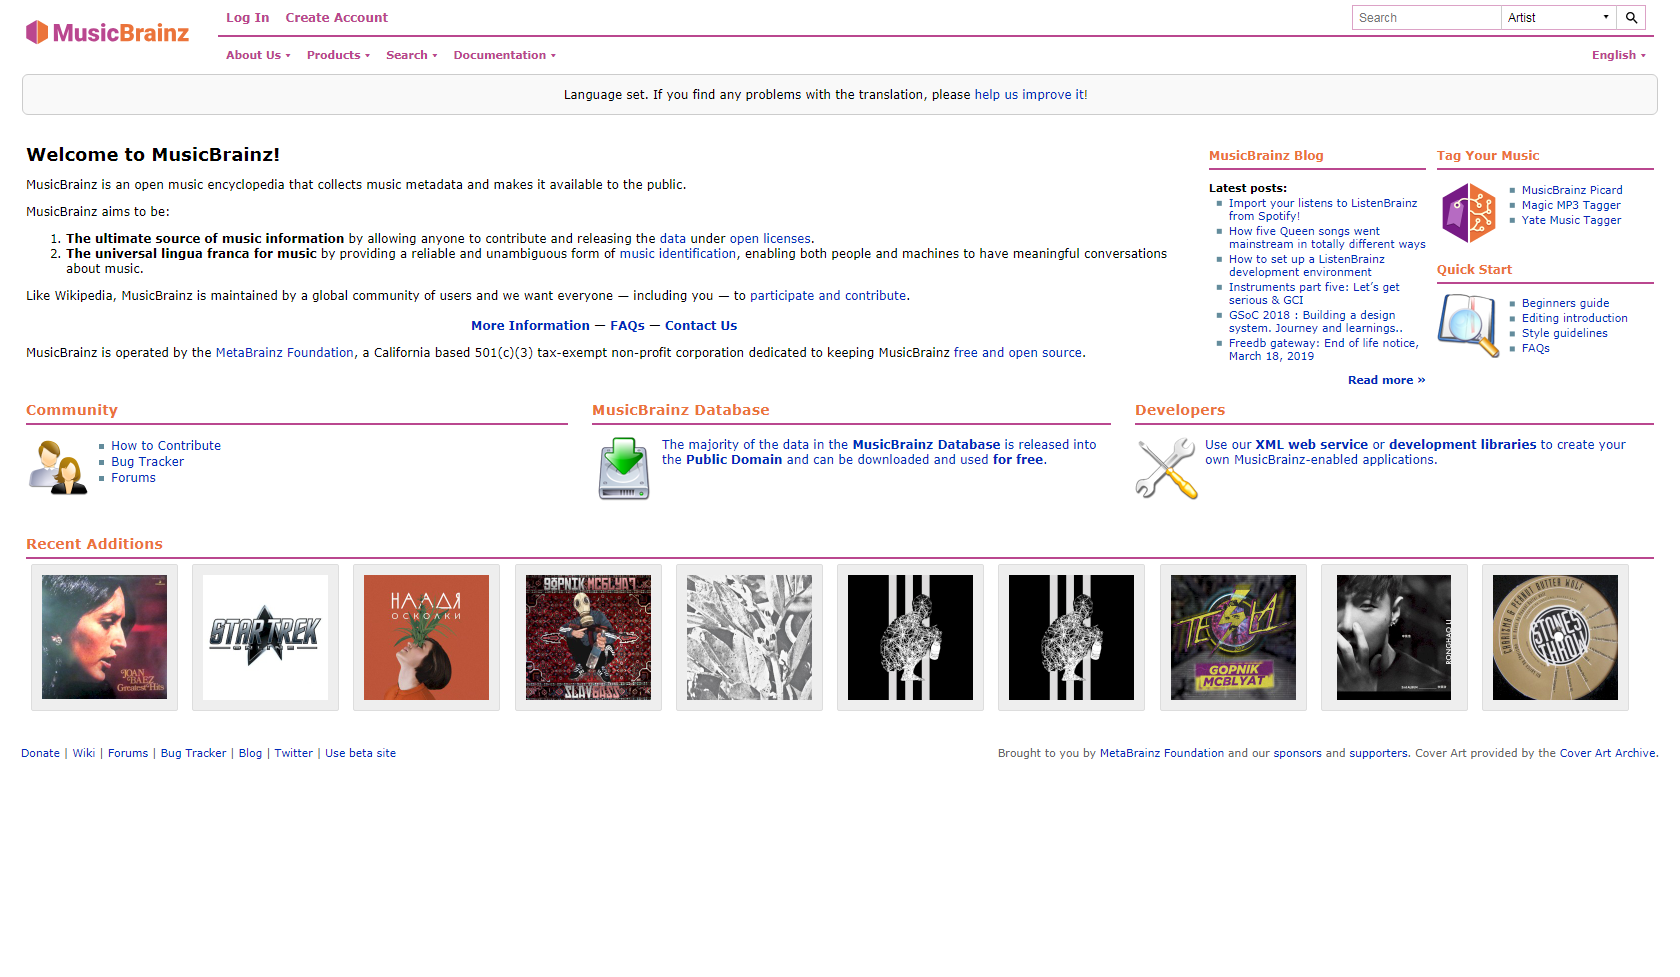 MusicBrainz
Log In Create Account
Search Artist
About Us Products Search Documentation English
Language set. If you find any problems with the translation, please help us improve it!
Welcome to MusicBrainz!
MusicBrainz is an open music encyclopedia that collects music metadata and makes it available to the public.
MusicBrainz aims to be:
1. The ultimate source of music information by allowing anyone to contribute and releasing the data under open licenses.
2. The universal lingua franca for music by providing a reliable and unambiguous form of music identification, enabling both people and machines to have meaningful conversations
about music.
Like Wikipedia, MusicBrainz is maintained by a global community of users and we want everyone — including you — to participate and contribute.
More Information — FAQs — Contact Us
MusicBrainz is operated by the MetaBrainz Foundation, a California based 501(c)(3) tax-exempt non-profit corporation dedicated to keeping MusicBrainz free and open source.
MusicBrainz Blog
Latest posts:
Import your listens to ListenBrainz
from Spotify!
How five Queen songs went
mainstream in totally different ways
How to set up a ListenBrainz
development environment
Instruments part five: Let's get
serious & GCI
GSoC 2018 : Building a design
system. Journey and learnings..
Freedb gateway: End of life notice,
March 18, 2019
Read more »
Tag Your Music
MusicBrainz Picard
Magic MP3 Tagger
Yate Music Tagger
Quick Start
Beginners guide
Editing introduction
Style guidelines
FAQs
Community
How to Contribute
Bug Tracker
Forums
MusicBrainz Database
The majority of the data in the MusicBrainz Database is released into
the Public Domain and can be downloaded and used for free.
Developers
Use our XML web service or development libraries to create your
own MusicBrainz-enabled applications.
Recent Additions
JOAN
BAEZ
Greatest Hits
STAR TREK
ONLINE
НААДЯ
ОСКОЛКИ
GÖPNIK MCBLYAT
SLAVBASS
TESLA
GOPNIK
MCBLYAT
RONGHAO LI
CHARIZMA & PEANUT BUTTER WOLF
STONES
THROW
Donate | Wiki | Forums | Bug Tracker | Blog | Twitter | Use beta site
Brought to you by MetaBrainz Foundation and our sponsors and supporters. Cover Art provided by the Cover Art Archive.